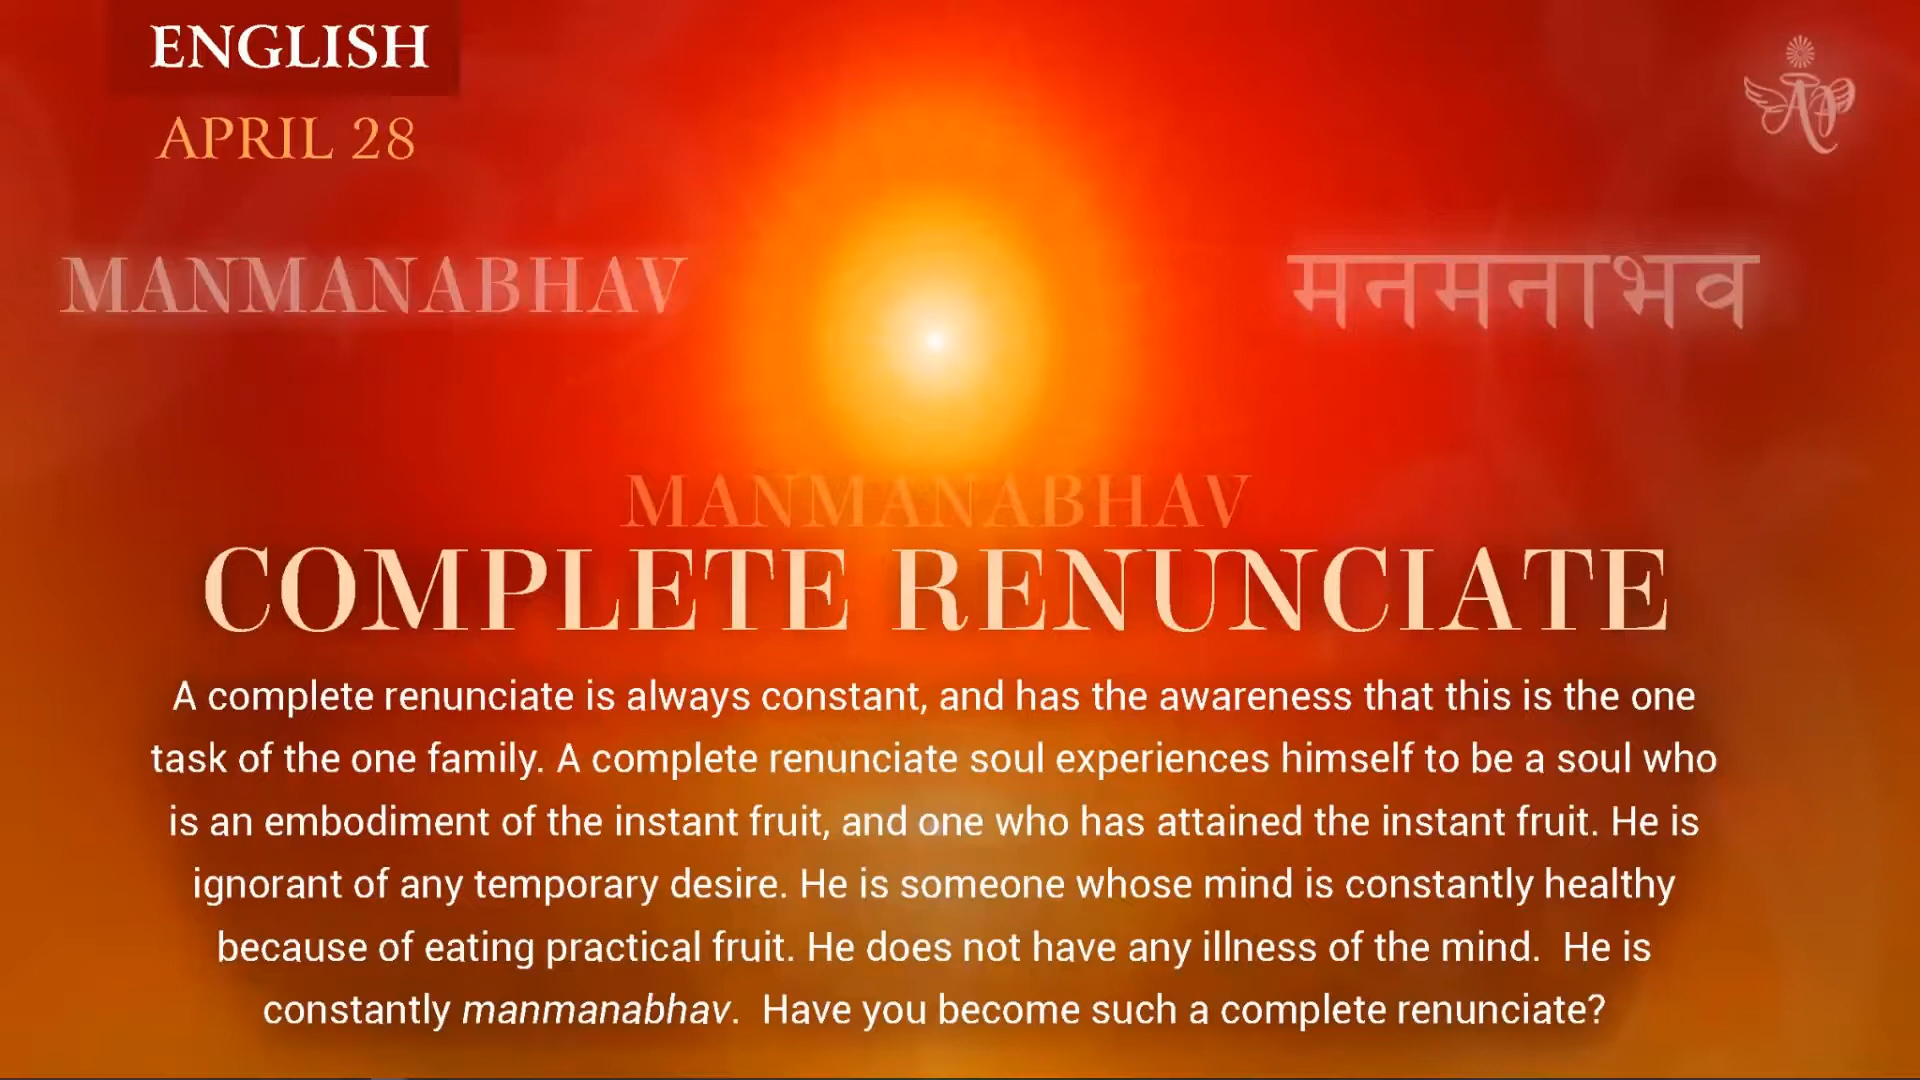 ENGLISH
APRIL 28
MANMANABHAV
मनमनाभव
MANMANABHAV
COMPLETE RENUNCIATE
A complete renunciate is always constant, and has the awareness that this is the one
task of the one family. A complete renunciate soul experiences himself to be a soul who
is an embodiment of the instant fruit, and one who has attained the instant fruit. He is
ignorant of any temporary desire. He is someone whose mind is constantly healthy
because of eating practical fruit. He does not have any illness of the mind.  He is
constantly manmanabhav.  Have you become such a complete renunciate?